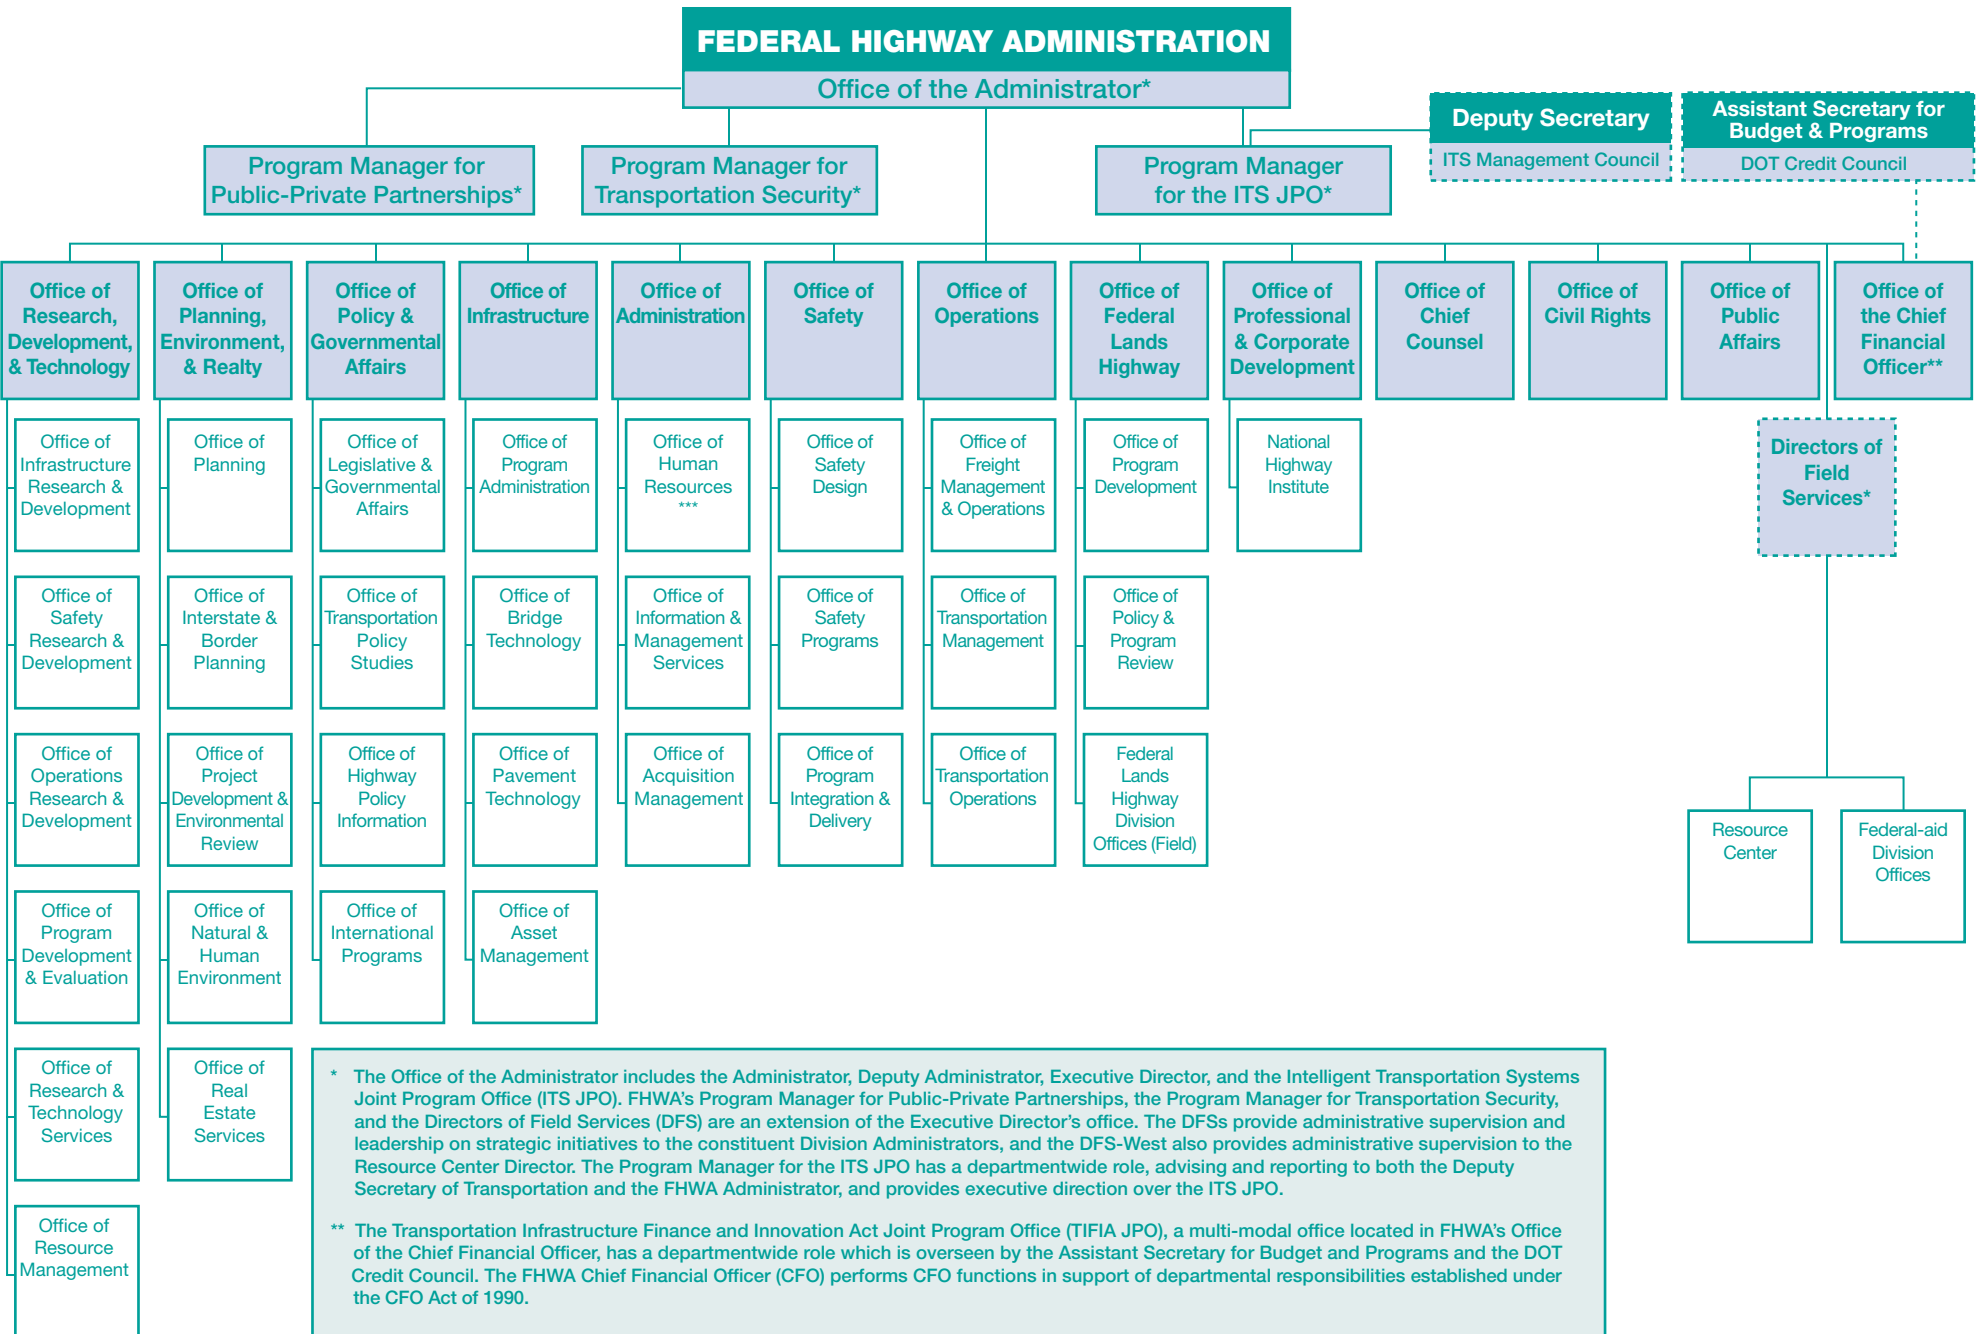 FEDERAL HIGHWAY ADMINISTRATION
Office of the Administrator*
Program Manager for
Public-Private Partnerships*
Program Manager for
Transportation Security*
Program Manager
for the ITS JPO*
Deputy Secretary
ITS Management Council
Assistant Secretary for
Budget & Programs
DOT Credit Council
Office of
Research,
Development,
& Technology
Office of
Planning,
Environment,
& Realty
Office of
Policy &
Governmental
Affairs
Office of
Infrastructure
Office of
Administration
Office of
Safety
Office of
Operations
Office of
Federal
Lands
Highway
Office of
Professional
& Corporate
Development
Office of
Chief
Counsel
Office of
Civil Rights
Office of
Public
Affairs
Office of
the Chief
Financial
Officer**
Office of
Infrastructure
Research &
Development
Office of
Planning
Office of
Legislative &
Governmental
Affairs
Office of
Program
Administration
Office of
Human
Resources
***
Office of
Safety
Design
Office of
Freight
Management
& Operations
Office of
Program
Development
National
Highway
Institute
Directors of
Field
Services*
Office of
Safety
Research &
Development
Office of
Interstate &
Border
Planning
Office of
Transportation
Policy
Studies
Office of
Bridge
Technology
Office of
Information &
Management
Services
Office of
Safety
Programs
Office of
Transportation
Management
Office of
Policy &
Program
Review
Office of
Operations
Research &
Development
Office of
Project
Development &
Environmental
Review
Office of
Highway
Policy
Information
Office of
Pavement
Technology
Office of
Acquisition
Management
Office of
Program
Integration &
Delivery
Office of
Transportation
Operations
Federal
Lands
Highway
Division
Offices (Field)
Resource
Center
Federal-aid
Division
Offices
Office of
Program
Development
& Evaluation
Office of
Natural &
Human
Environment
Office of
International
Programs
Office of
Asset
Management
Office of
Research &
Technology
Services
Office of
Real
Estate
Services
Office of
Resource
Management
* The Office of the Administrator includes the Administrator, Deputy Administrator, Executive Director, and the Intelligent Transportation Systems
Joint Program Office (ITS JPO). FHWA's Program Manager for Public-Private Partnerships, the Program Manager for Transportation Security,
and the Directors of Field Services (DFS) are an extension of the Executive Director's office. The DFSs provide administrative supervision and
leadership on strategic initiatives to the constituent Division Administrators, and the DFS-West also provides administrative supervision to the
Resource Center Director. The Program Manager for the ITS JPO has a departmentwide role, advising and reporting to both the Deputy
Secretary of Transportation and the FHWA Administrator, and provides executive direction over the ITS JPO.
** The Transportation Infrastructure Finance and Innovation Act Joint Program Office (TIFIA JPO), a multi-modal office located in FHWA's Office
of the Chief Financial Officer, has a departmentwide role which is overseen by the Assistant Secretary for Budget and Programs and the DOT
Credit Council. The FHWA Chief Financial Officer (CFO) performs CFO functions in support of departmental responsibilities established under
the CFO Act of 1990.